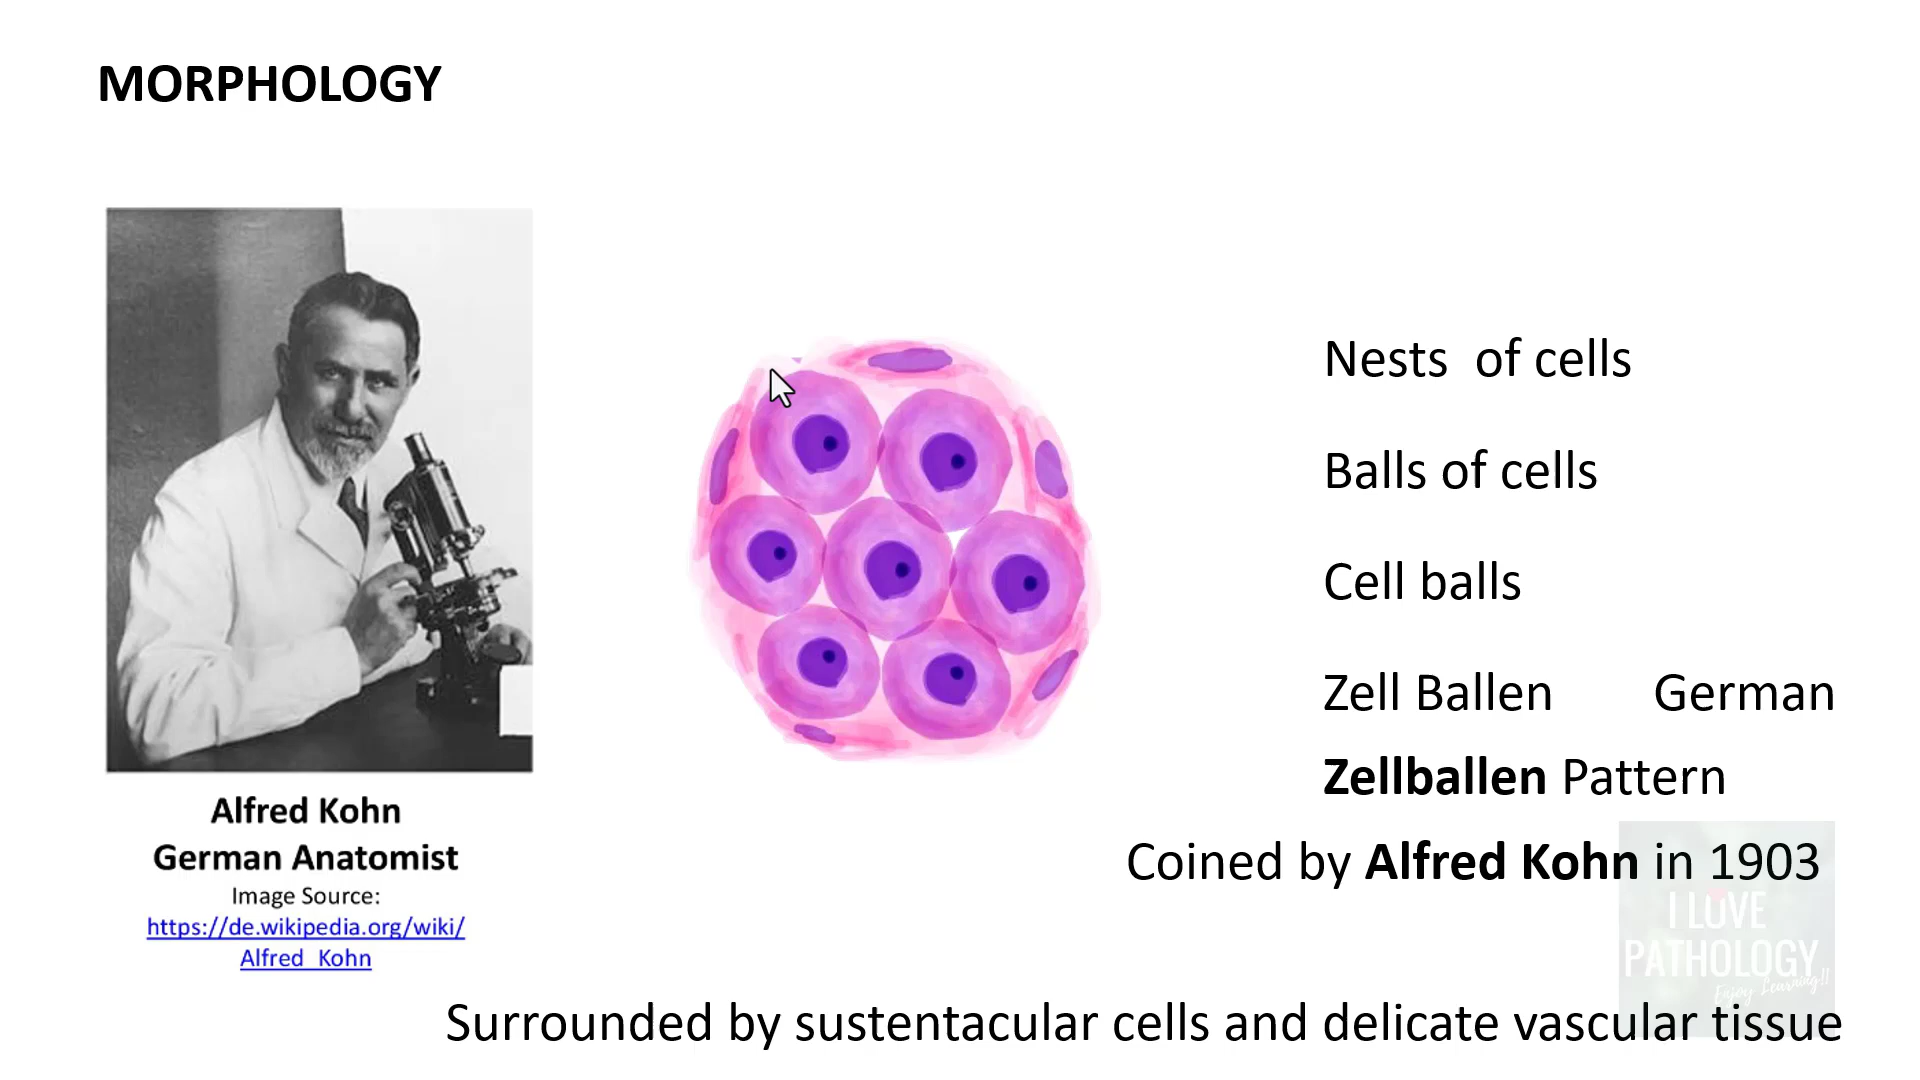 MORPHOLOGY
Alfred Kohn
German Anatomist
Image Source:
https://de.wikipedia.org/wiki/
Alfred_Kohn
Nests of cells
Balls of cells
Cell balls
Zell Ballen German
Zellballen Pattern
Coined by Alfred Kohn in 1903
I LOVE
PATHOLOGY
Enjoy Learning!!
Surrounded by sustentacular cells and delicate vascular tissue